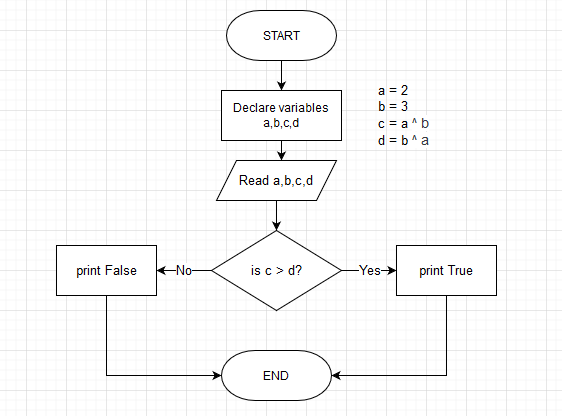 START
Declare variables
a,b,c,d
a = 2
b = 3
c = a ^ b
d = b ^ a
Read a,b,c,d
print False
No
is c > d?
Yes
print True
END